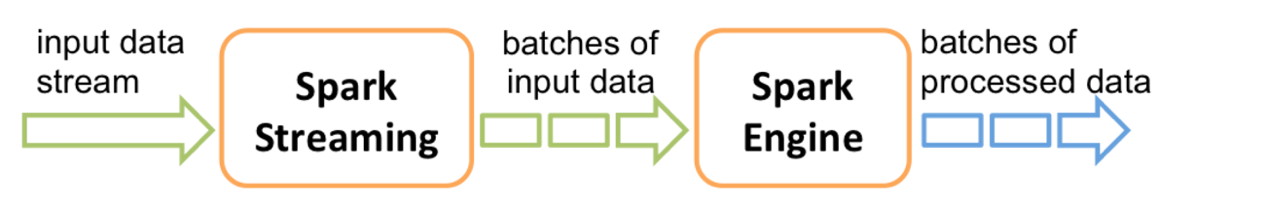 input data
stream
Spark
Streaming
batches of
input data
Spark
Engine
batches of
processed data